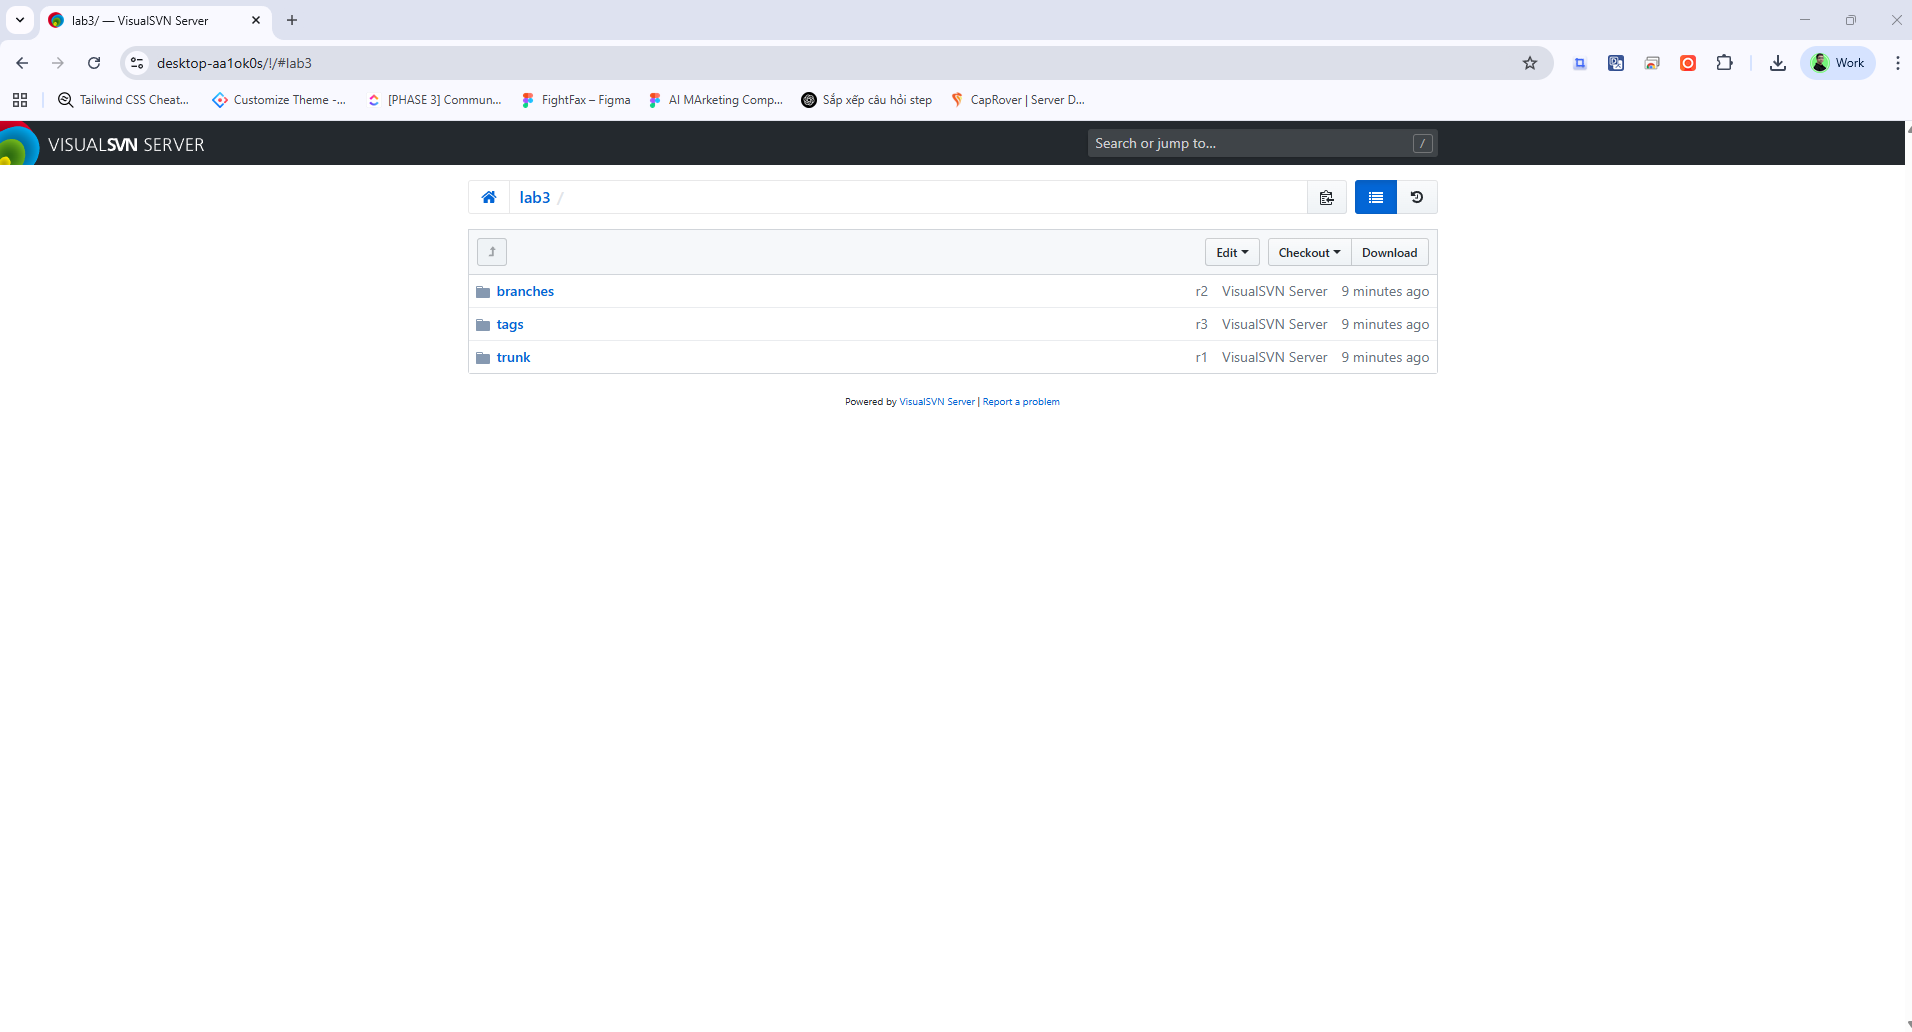 lab3/ — VisualSVN Server
desktop-aa1ok0s/!/#lab3
Work
Tailwind CSS Cheat... Customize Theme -... [PHASE 3] Commun... FightFax – Figma AI MArketing Comp... Sắp xếp câu hỏi step CapRover | Server D...
VISUALSVN SERVER
Search or jump to... /
lab3 /
Edit Checkout Download
branches r2 VisualSVN Server 9 minutes ago
tags r3 VisualSVN Server 9 minutes ago
trunk r1 VisualSVN Server 9 minutes ago
Powered by VisualSVN Server | Report a problem